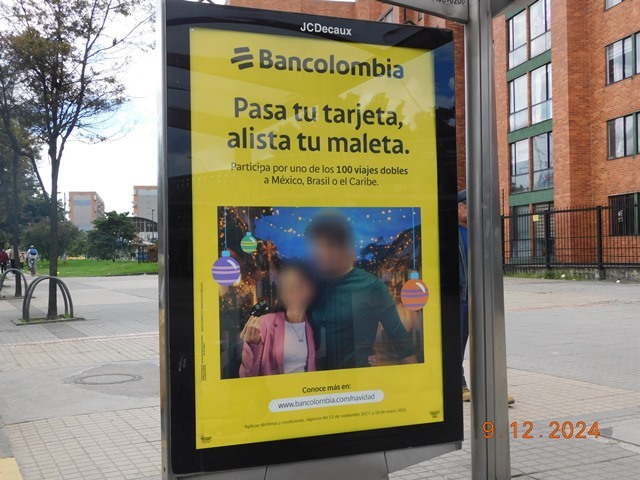 JCDecaux
Bancolombia
Pasa tu tarjeta,
alista tu maleta.
Participa por uno de los 100 viajes dobles
a México, Brasil o el Caribe.
Conoce más en:
www.bancolombia.com/navidad
9.12.2024